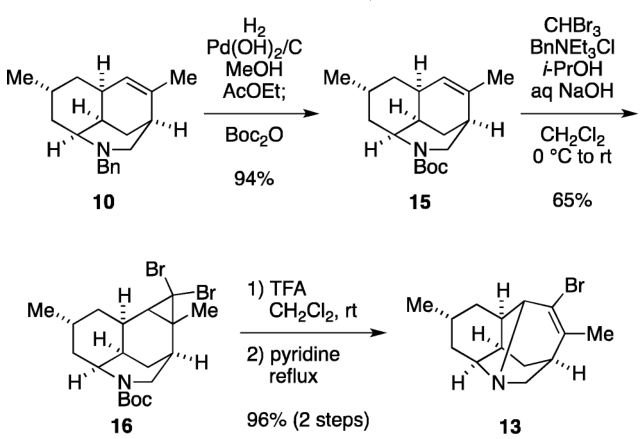 H2
Pd(OH)2/C
MeOH
AcOEt;
Boc2O
94%
CHBr3
BnNEt3Cl
i-PrOH
aq NaOH
CH2Cl2
0 °C to rt
65%
Me
H
Me
H
H
H
N
Bn
10
Me
H
Me
H
H
H
N
Boc
15
Br
Br
Me
H
Me
H
H
H
N
Boc
16
1) TFA
CH2Cl2, rt
2) pyridine
reflux
96% (2 steps)
Br
H
Me
Me
H
H
H
N
13